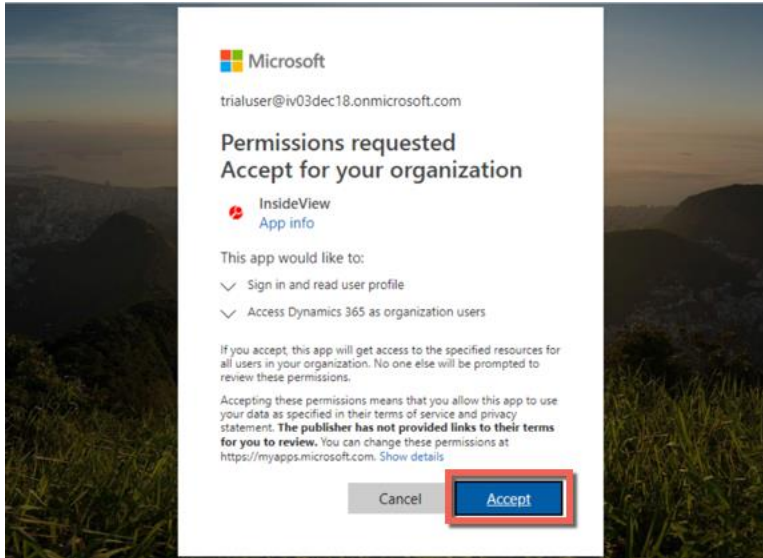 Microsoft
trialuser@iv03dec18.onmicrosoft.com
Permissions requested
Accept for your organization
InsideView
App info
This app would like to:
Sign in and read user profile
Access Dynamics 365 as organization users
If you accept, this app will get access to the specified resources for
all users in your organization. No one else will be prompted to
review these permissions.
Accepting these permissions means that you allow this app to use
your data as specified in their terms of service and privacy
statement. The publisher has not provided links to their terms
for you to review. You can change these permissions at
https://myapps.microsoft.com. Show details
Cancel Accept